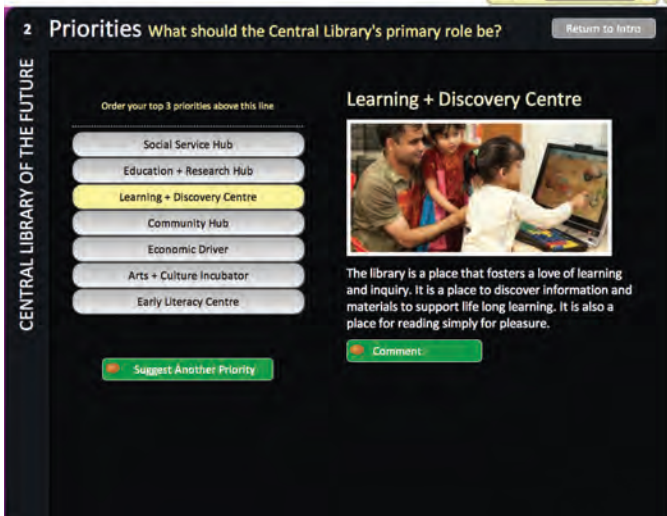 2 Priorities What should the Central Library's primary role be?
Return to Intro
CENTRAL LIBRARY OF THE FUTURE
Order your top 3 priorities above this line
Social Service Hub
Education + Research Hub
Learning + Discovery Centre
Community Hub
Economic Driver
Arts + Culture Incubator
Early Literacy Centre
Suggest Another Priority
Learning + Discovery Centre
The library is a place that fosters a love of learning
and inquiry. It is a place to discover information and
materials to support life long learning. It is also a
place for reading simply for pleasure.
Comment